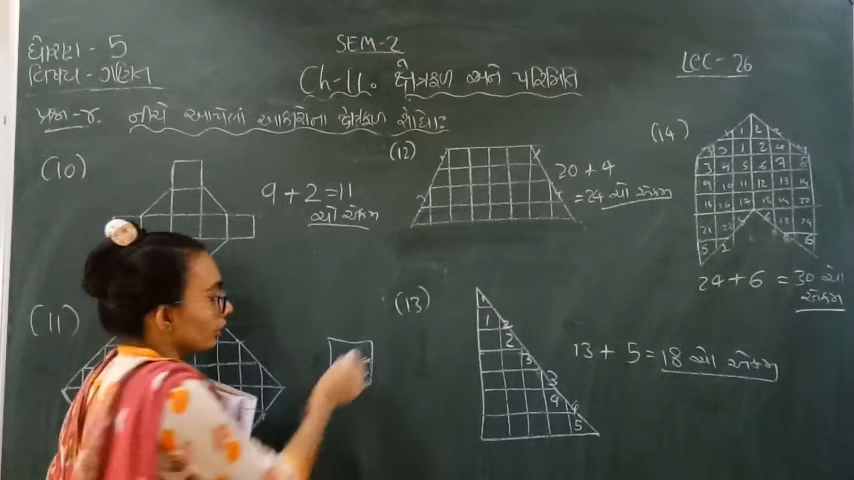 ધોરણ - 5
વિષય - ગણિત
SEM-2
Ch-11. ક્ષેત્રફળ અને પરિમિતિ
LEC - 26
પ્રશ્ન-૪. નીચે આપેલાં આકારોના ક્ષેત્રફળ શોધો:
(10)
9 + 2 = 11
ચો એકમ
(12)
20 + 4
= 24 ચો એકમ
(14)
24 + 6 = 30 ચો
એકમ
(11)
(13)
13 + 5 = 18 ચો એકમ